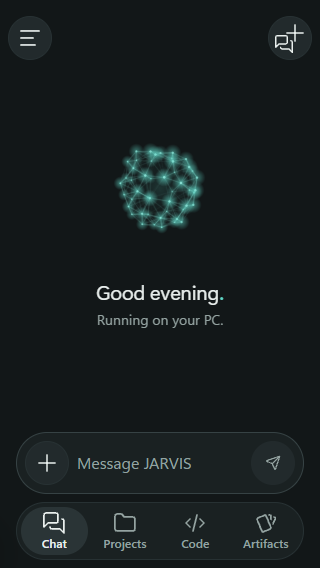 Good evening.
Running on your PC.
Message JARVIS
Chat
Projects
Code
Artifacts